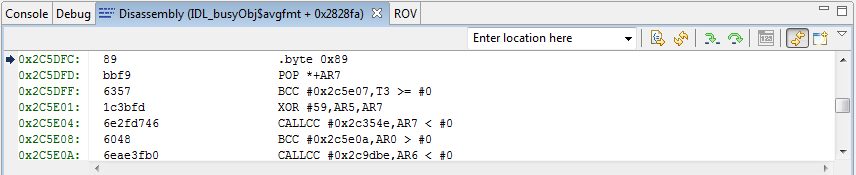 Console Debug Disassembly (IDL_busyObj$avgfmt + 0x2828fa) ROV
Enter location here
0x2C5DFC: 89 .byte 0x89
0x2C5DFD: bbf9 POP *+AR7
0x2C5DFF: 6357 BCC #0x2c5e07,T3 >= #0
0x2C5E01: 1c3bfd XOR #59,AR5,AR7
0x2C5E04: 6e2fd746 CALLCC #0x2c354e,AR7 < #0
0x2C5E08: 6048 BCC #0x2c5e0a,AR0 > #0
0x2C5E0A: 6eae3fb0 CALLCC #0x2c9dbe,AR6 < #0